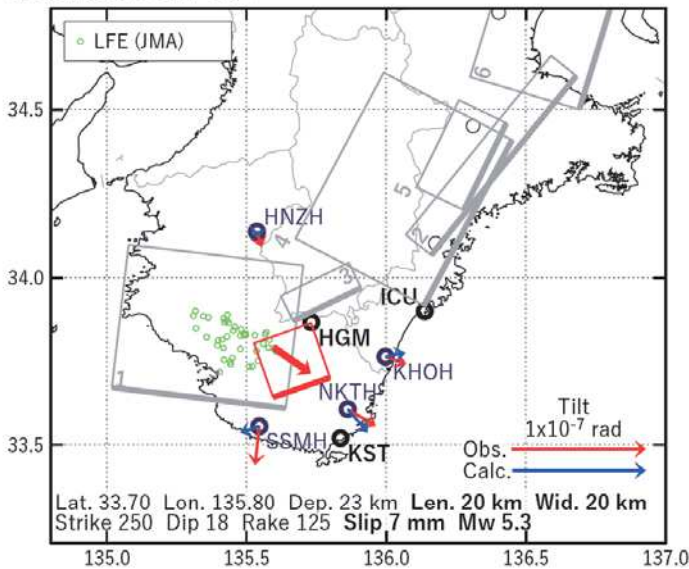 LFE (JMA)
34.5
34.0
33.5
6
5
2
4
3
1
HNZH
ICU
HGM
KHOH
NKTH
SSMH
KST
Tilt
1x10⁻⁷ rad
Obs.
Calc.
Lat. 33.70 Lon. 135.80 Dep. 23 km Len. 20 km Wid. 20 km
Strike 250 Dip 18 Rake 125 Slip 7 mm Mw 5.3
135.0 135.5 136.0 136.5 137.0